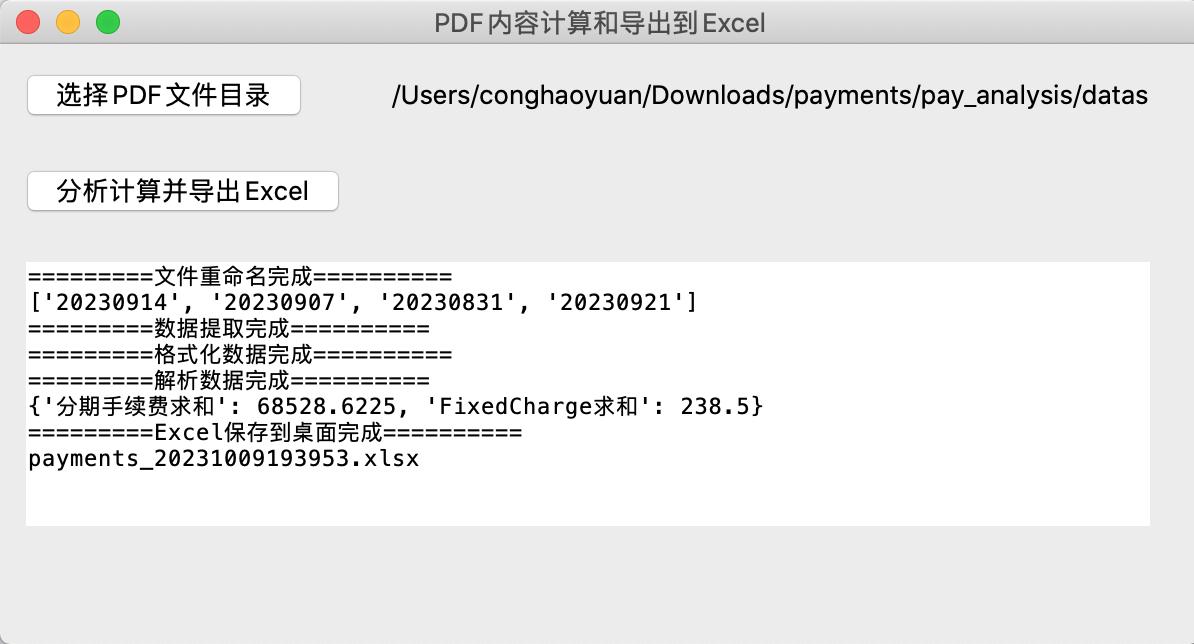 PDF内容计算和导出到Excel
选择PDF文件目录
/Users/conghaoyuan/Downloads/payments/pay_analysis/datas
分析计算并导出Excel
=========文件重命名完成==========
['20230914', '20230907', '20230831', '20230921']
=========数据提取完成==========
=========格式化数据完成==========
=========解析数据完成==========
{'分期手续费求和': 68528.6225, 'FixedCharge求和': 238.5}
=========Excel保存到桌面完成==========
payments_20231009193953.xlsx